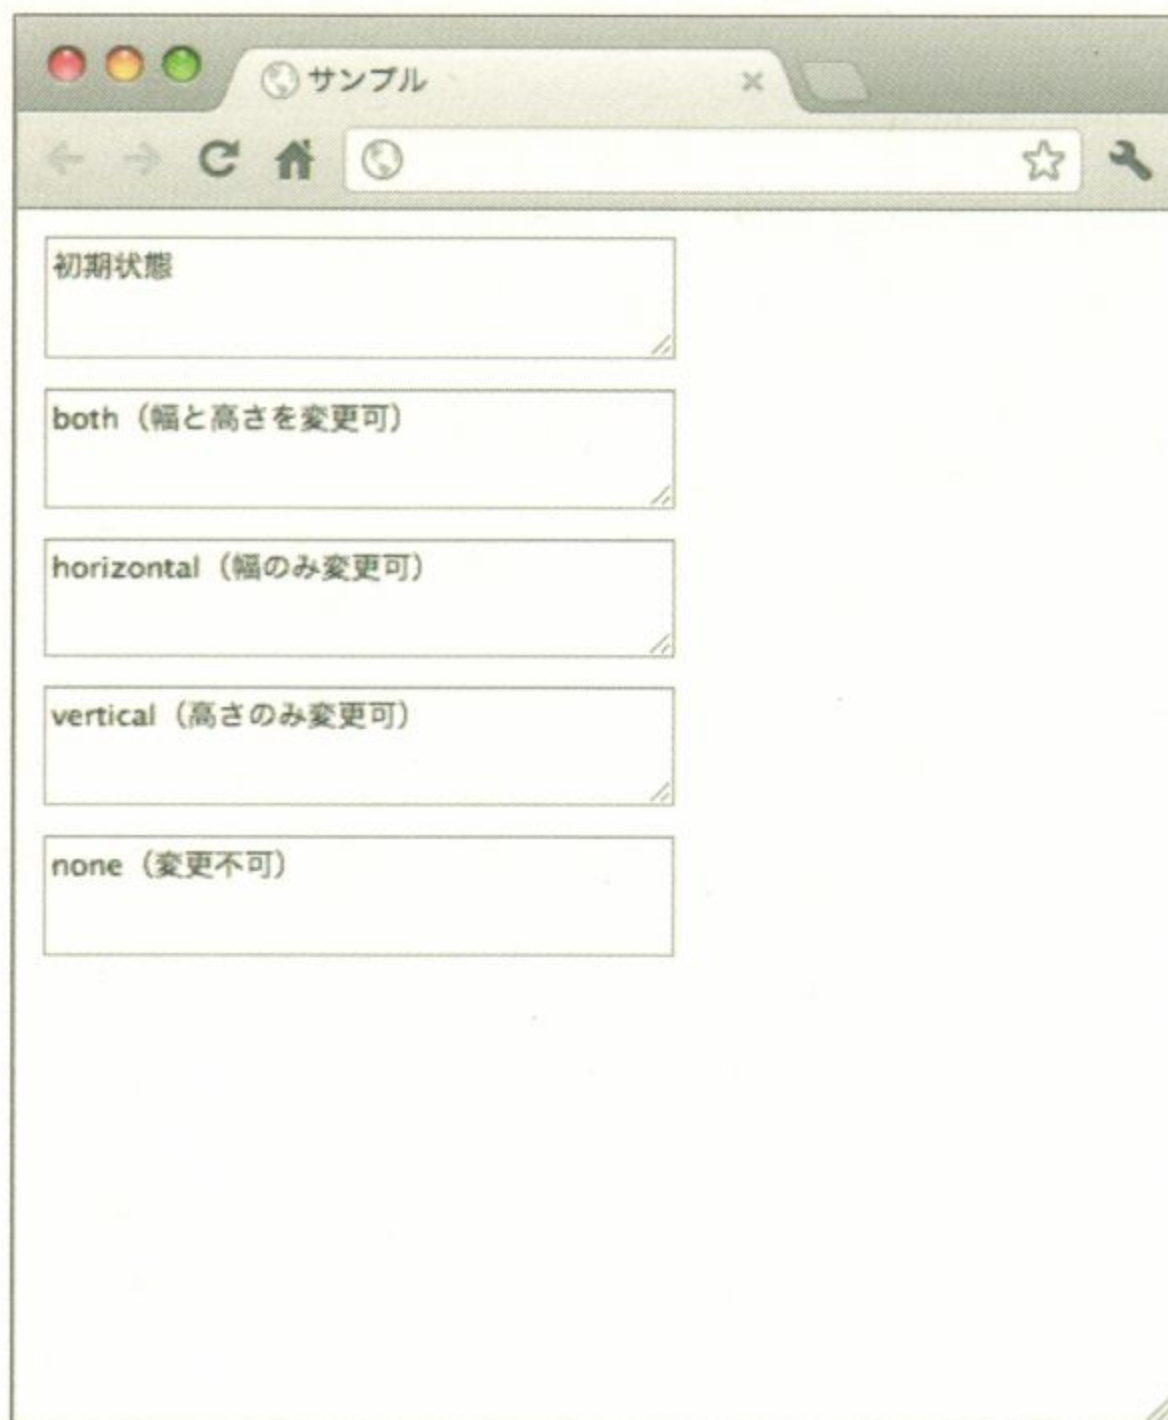 サンプル
初期状態
both（幅と高さを変更可）
horizontal（幅のみ変更可）
vertical（高さのみ変更可）
none（変更不可）